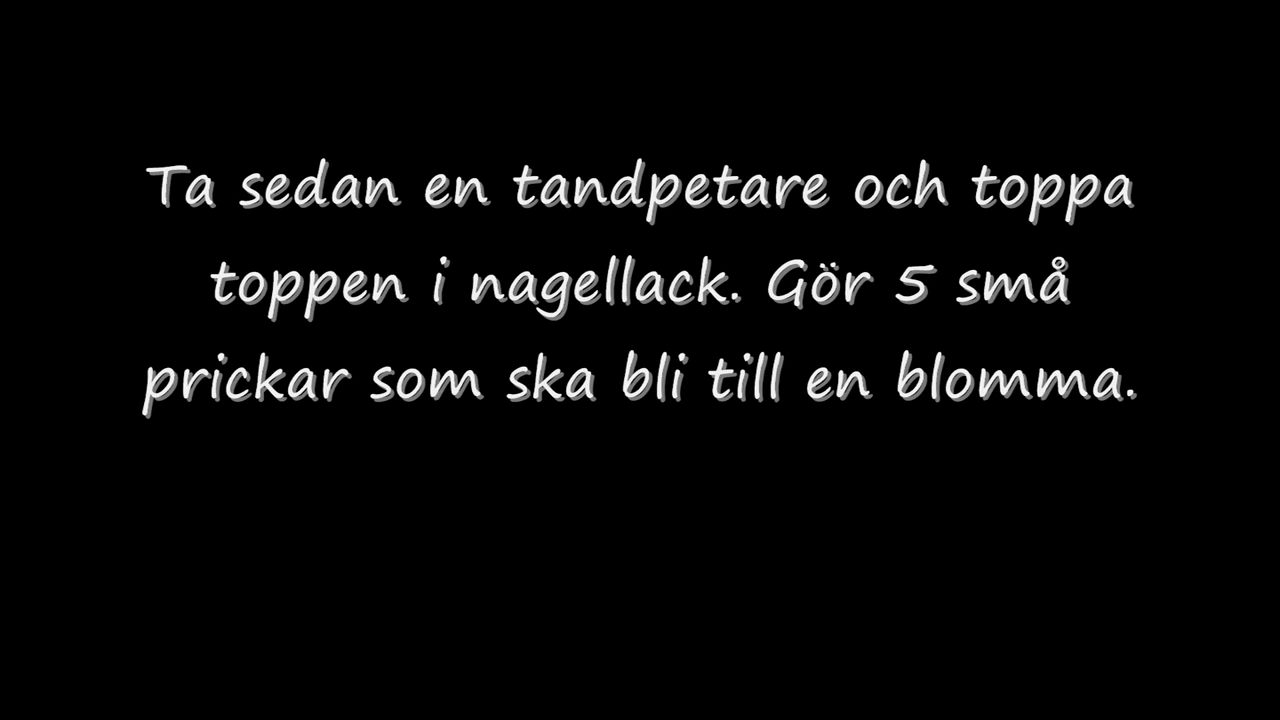 Ta sedan en tandpetare och toppa
toppen i nagellack. Gör 5 små
prickar som ska bli till en blomma.